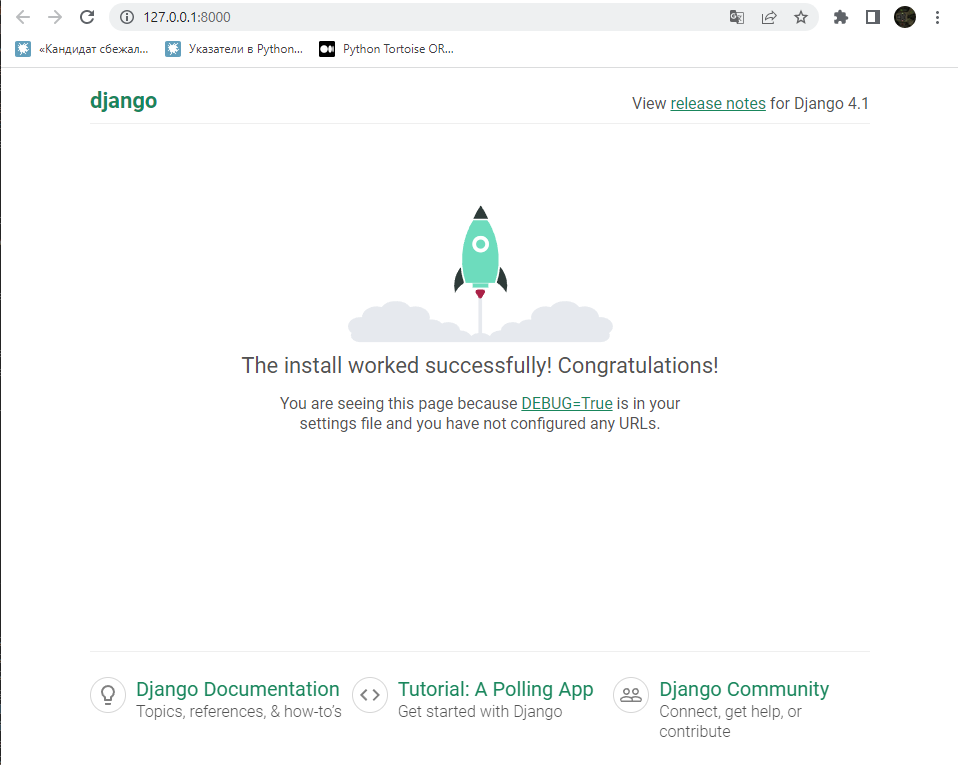 127.0.0.1:8000
«Кандидат сбежал...
Указатели в Python...
Python Tortoise OR...
django
View release notes for Django 4.1
The install worked successfully! Congratulations!
You are seeing this page because DEBUG=True is in your
settings file and you have not configured any URLs.
Django Documentation
Topics, references, & how-to’s
Tutorial: A Polling App
Get started with Django
Django Community
Connect, get help, or
contribute